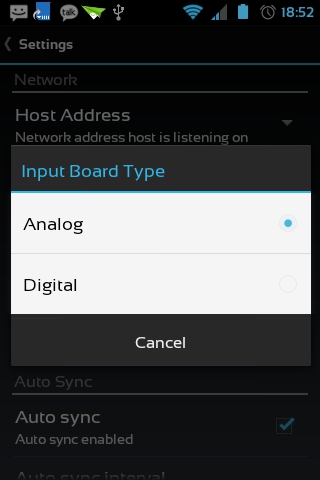 18:52
Settings
Network
Host Address
Network address host is listening on
Input Board Type
Analog
Digital
Cancel
Auto Sync
Auto sync
Auto sync enabled
Auto sync interval